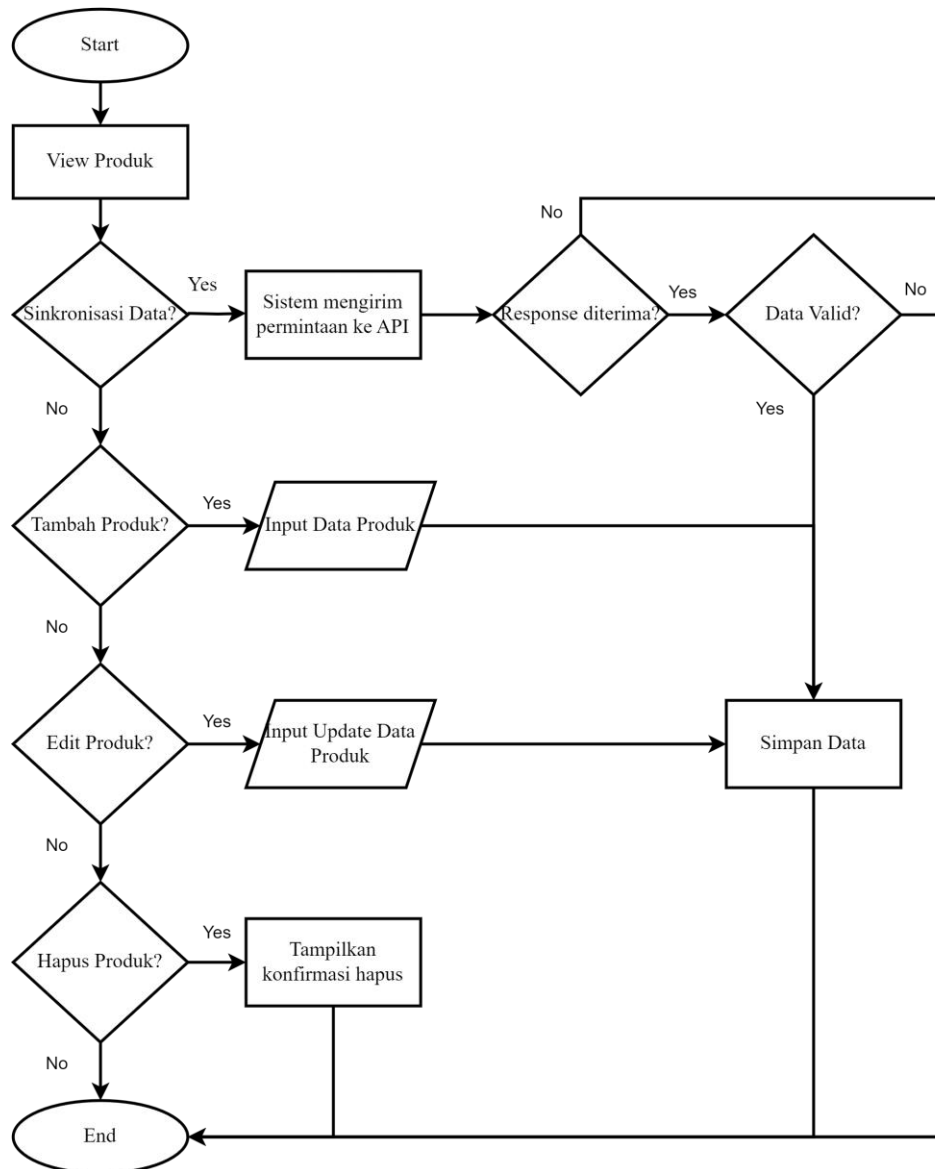 Start
View Produk
Sinkronisasi Data?
Yes
Sistem mengirim
permintaan ke API
Response diterima?
No
Yes
Data Valid?
No
Yes
No
Tambah Produk?
Yes
Input Data Produk
No
Edit Produk?
Yes
Input Update Data
Produk
Simpan Data
No
Hapus Produk?
Yes
Tampilkan
konfirmasi hapus
No
End